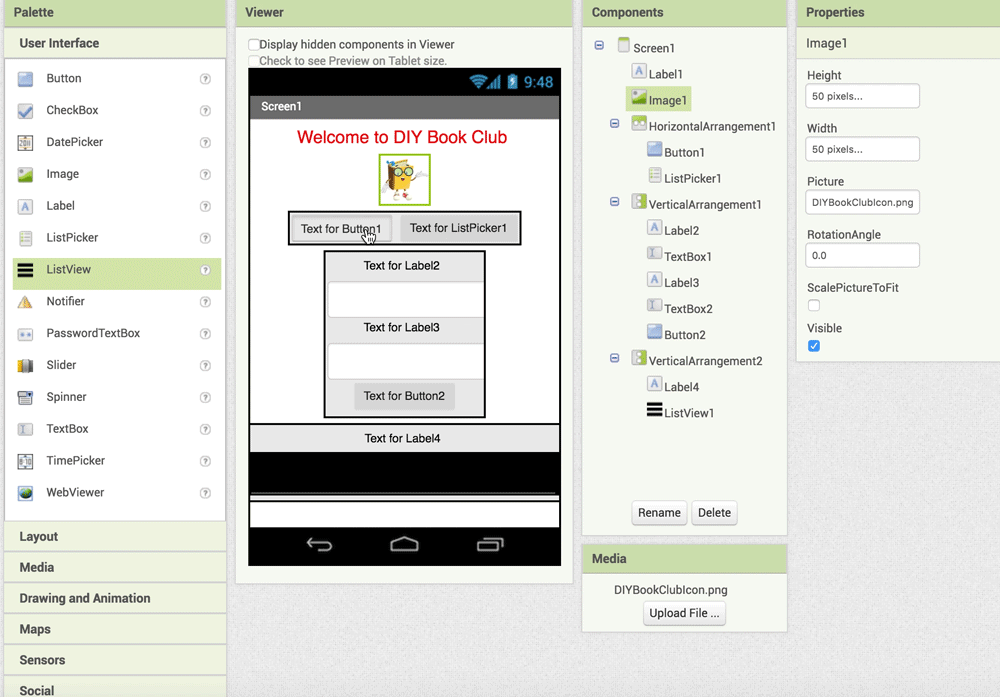 Palette
User Interface
Button
CheckBox
DatePicker
Image
Label
ListPicker
ListView
Notifier
PasswordTextBox
Slider
Spinner
TextBox
TimePicker
WebViewer
Layout
Media
Drawing and Animation
Maps
Sensors
Social
Viewer
Display hidden components in Viewer
Check to see Preview on Tablet size.
9:48
Screen1
Welcome to DIY Book Club
Text for Button1 Text for ListPicker1
Text for Label2
Text for Label3
Text for Button2
Text for Label4
Components
Screen1
Label1
Image1
HorizontalArrangement1
Button1
ListPicker1
VerticalArrangement1
Label2
TextBox1
Label3
TextBox2
Button2
VerticalArrangement2
Label4
ListView1
Rename Delete
Media
DIYBookClubIcon.png
Upload File ...
Properties
Image1
Height
50 pixels...
Width
50 pixels...
Picture
DIYBookClubIcon.png
RotationAngle
0.0
ScalePictureToFit
Visible